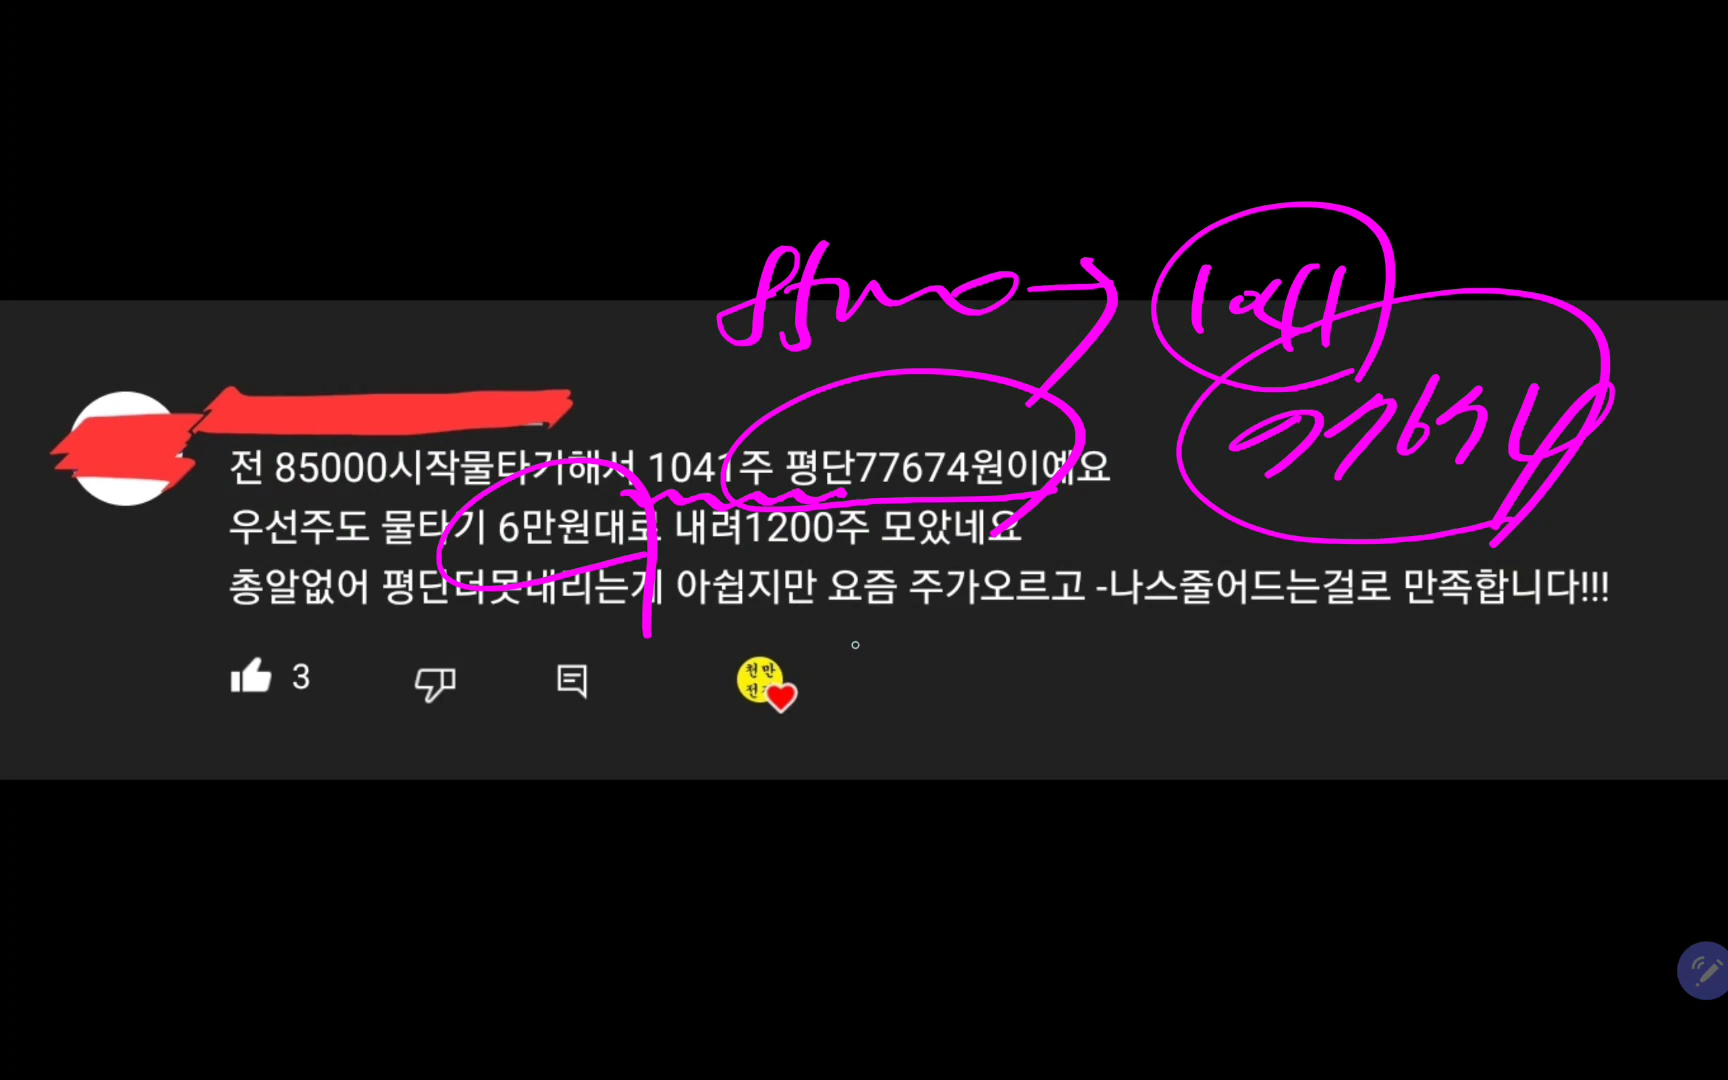 85000 → 1041
77674
전 85000시작물타기해서 1041주 평단77674원이에요
우선주도 물타기 6만원대로 내려1200주 모았네요
총알없어 평단더못내리는게 아쉽지만 요즘 주가오르고 -나스줄어드는걸로 만족합니다!!!
3
천만